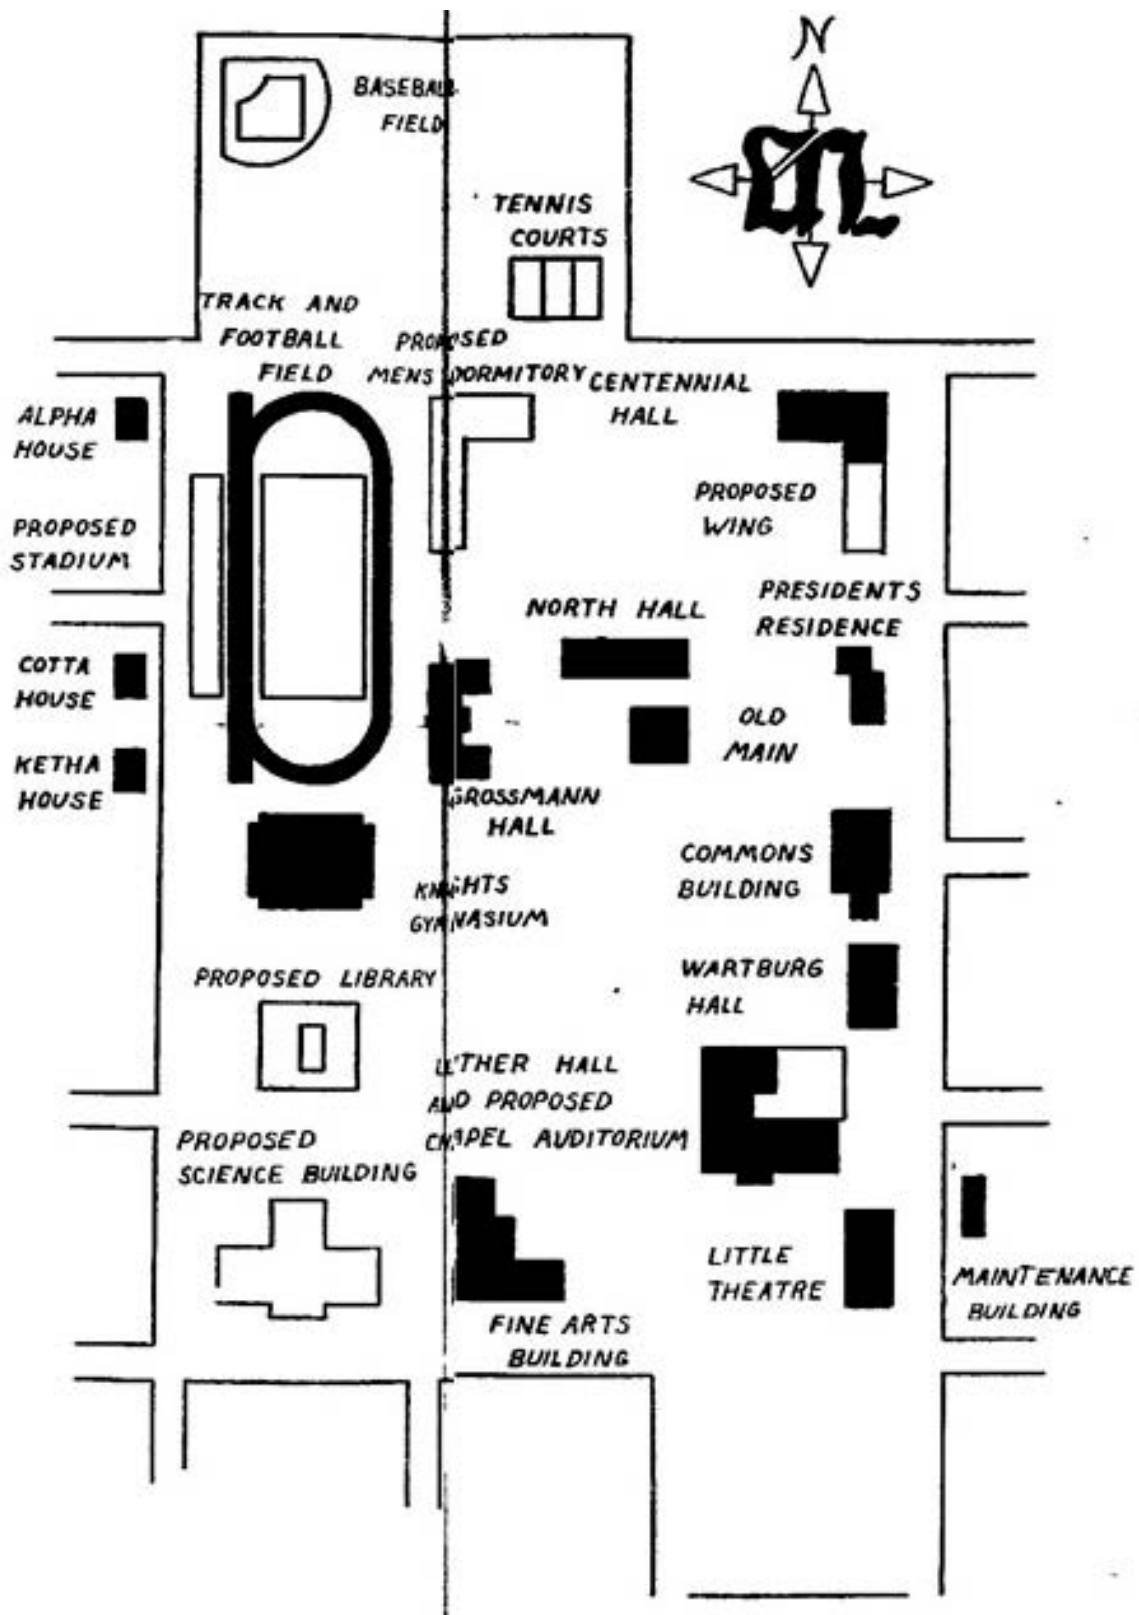 N
BASEBALL
FIELD
TENNIS
COURTS
TRACK AND
FOOTBALL
FIELD
PROPOSED
MENS DORMITORY
CENTENNIAL
HALL
ALPHA
HOUSE
PROPOSED
WING
PROPOSED
STADIUM
PRESIDENTS
RESIDENCE
NORTH HALL
COTTA
HOUSE
OLD
MAIN
KETHA
HOUSE
GROSSMANN
HALL
COMMONS
BUILDING
KNIGHTS
GYMNASIUM
PROPOSED LIBRARY
WARTBURG
HALL
LUTHER HALL
AND PROPOSED
CHAPEL AUDITORIUM
PROPOSED
SCIENCE BUILDING
LITTLE
THEATRE
MAINTENANCE
BUILDING
FINE ARTS
BUILDING